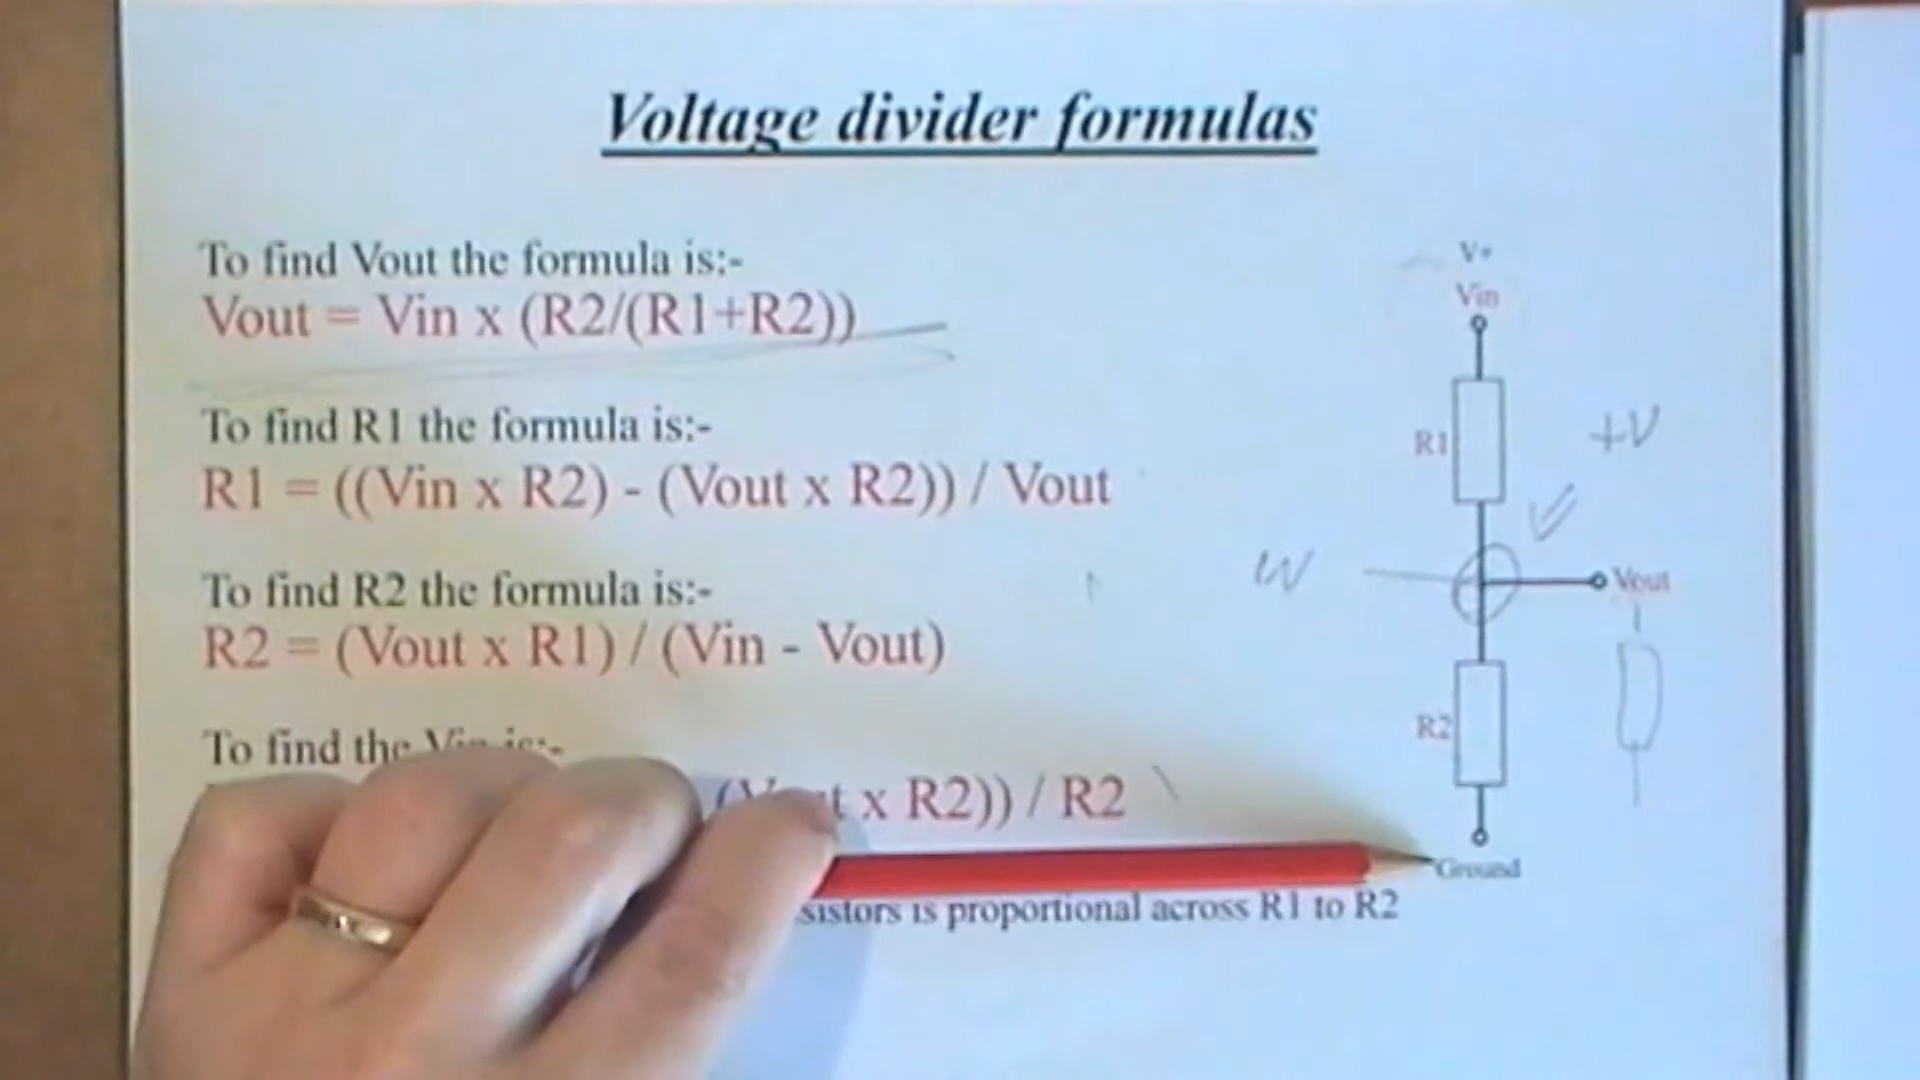 Voltage divider formulas
To find Vout the formula is:-
Vout = Vin x (R2/(R1+R2))
To find R1 the formula is:-
R1 = ((Vin x R2) - (Vout x R2)) / Vout
To find R2 the formula is:-
R2 = (Vout x R1) / (Vin - Vout)
To find the Vin is:-
x R2)) / R2
is proportional across R1 to R2
V+
Vin
R1
+V
Vout
R2
Ground